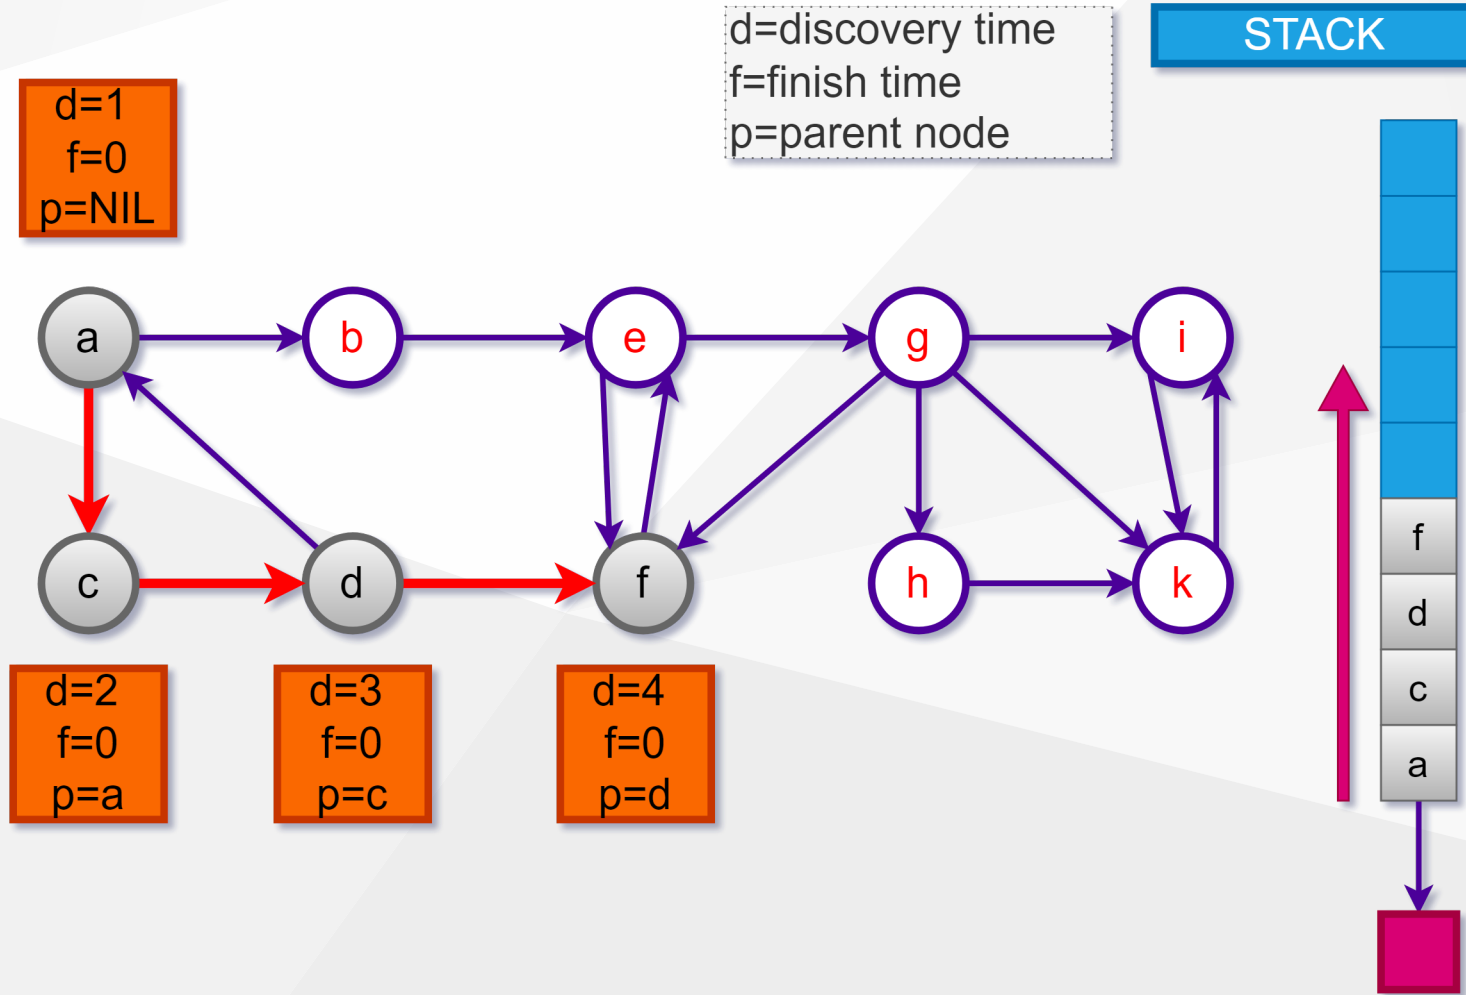 d=discovery time
f=finish time
p=parent node
STACK
d=1
f=0
p=NIL
a
b
e
g
i
c
d
f
h
k
d=2
f=0
p=a
d=3
f=0
p=c
d=4
f=0
p=d
f
d
c
a